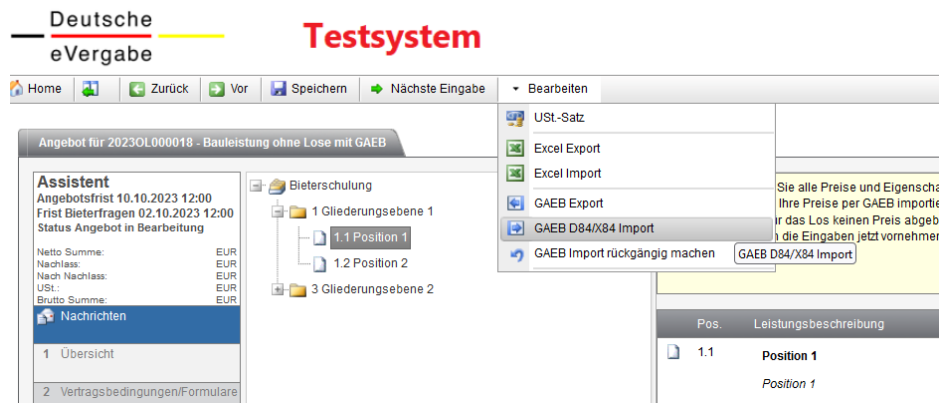 Deutsche
eVergabe
Testsystem
Home Zurück Vor Speichern Nächste Eingabe Bearbeiten
USt.-Satz
Excel Export
Excel Import
GAEB Export
GAEB D84/X84 Import
GAEB Import rückgängig machen
GAEB D84/X84 Import
Angebot für 2023OL000018 - Bauleistung ohne Lose mit GAEB
Assistent
Angebotsfrist 10.10.2023 12:00
Frist Bieterfragen 02.10.2023 12:00
Status Angebot in Bearbeitung
Netto Summe: EUR
Nachlass: EUR
Nach Nachlass: EUR
USt.: EUR
Brutto Summe: EUR
Nachrichten
1 Übersicht
2 Vertragsbedingungen/Formulare
Bieterschulung
1 Gliederungsebene 1
1.1 Position 1
1.2 Position 2
3 Gliederungsebene 2
Sie alle Preise und Eigenscha
Ihre Preise per GAEB importie
r das Los keinen Preis abgeb
die Eingaben jetzt vornehmen
Pos. Leistungsbeschreibung
1.1 Position 1
Position 1